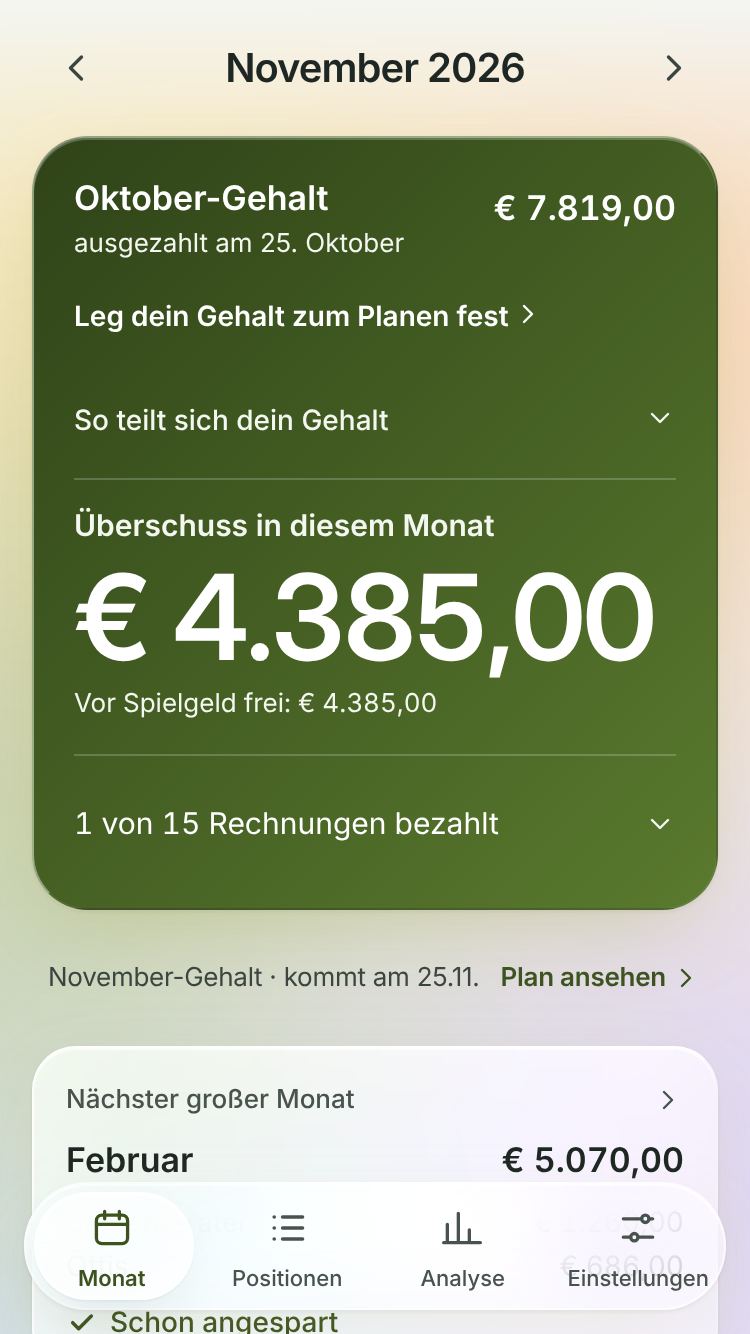 November 2026
Oktober-Gehalt
€ 7.819,00
ausgezahlt am 25. Oktober
Leg dein Gehalt zum Planen fest
So teilt sich dein Gehalt
Überschuss in diesem Monat
€ 4.385,00
Vor Spielgeld frei: € 4.385,00
1 von 15 Rechnungen bezahlt
November-Gehalt · kommt am 25.11. Plan ansehen
Nächster großer Monat
Februar € 5.070,00
€ 686,00
Monat Positionen Analyse Einstellungen
Schon angespart